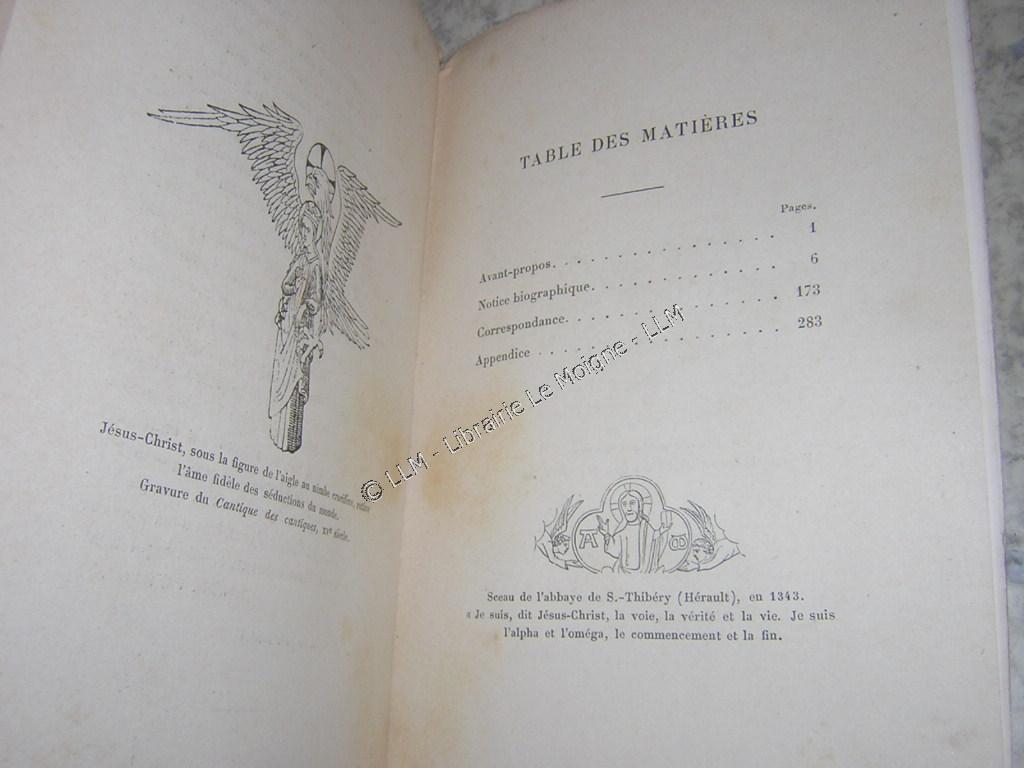 Jésus-Christ, sous la figure de l'aigle au nimbe crucifère, retire
l'âme fidèle des séductions du monde.
Gravure du Cantique des cantiques, XVe siècle.
TABLE DES MATIÈRES
Pages.
Avant-propos. . . . . . . . . . . . . . . . 1
Notice biographique. . . . . . . . . . . . . 6
Correspondance. . . . . . . . . . . . . . 173
Appendice . . . . . . . . . . . . . . . . 283
© LLM - Librairie Le Moigne - LLM
A ω
Sceau de l'abbaye de S.-Thibéry (Hérault), en 1343.
« Je suis, dit Jésus-Christ, la voie, la vérité et la vie. Je suis
l'alpha et l'oméga, le commencement et la fin.